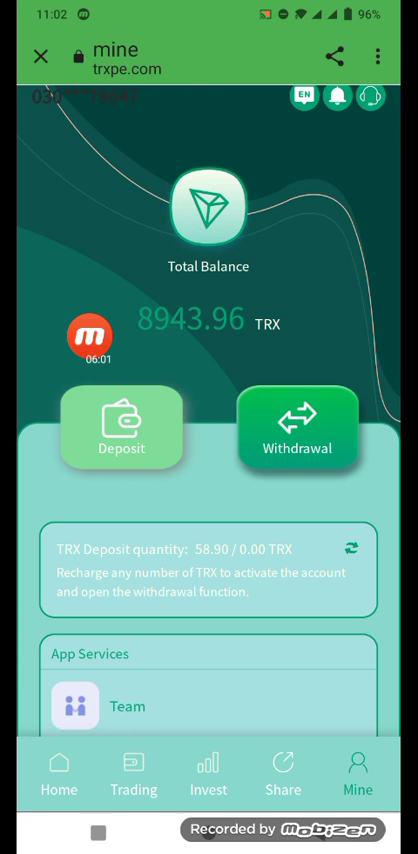 11:02
96%
mine
trxpe.com
EN
Total Balance
8943.96 TRX
06:01
Deposit
Withdrawal
TRX Deposit quantity: 58.90 / 0.00 TRX
Recharge any number of TRX to activate the account
and open the withdrawal function.
App Services
Team
Home
Trading
Invest
Share
Mine
Recorded by mobizen